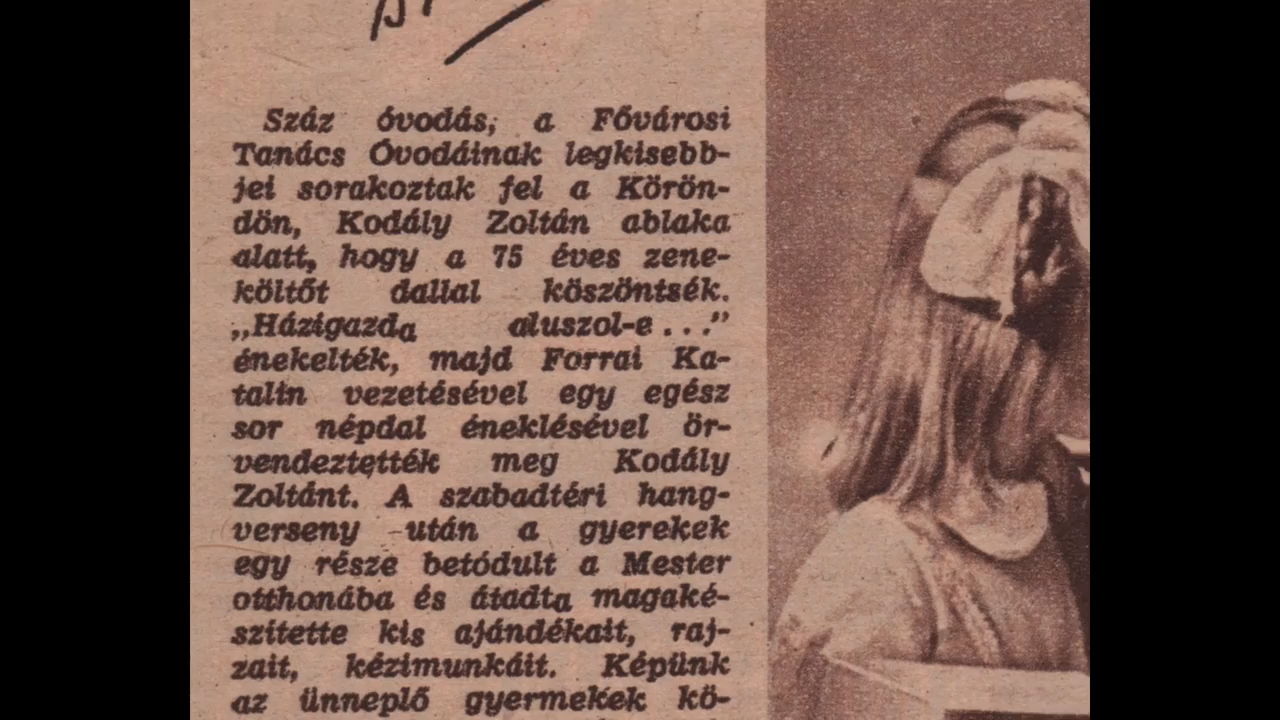 Száz óvodás, a Fővárosi
Tanács Óvodáinak legkisebb-
jei sorakoztak fel a Körön-
dön, Kodály Zoltán ablaka
alatt, hogy a 75 éves zene-
költőt dallal köszöntsék.
„Házigazda aluszol-e...”
énekelték, majd Forrai Ka-
talin vezetésével egy egész
sor népdal éneklésével ör-
vendeztették meg Kodály
Zoltánt. A szabadtéri hang-
verseny után a gyerekek
egy része betódult a Mester
otthonába és átadta magaké-
szítette kis ajándékait, raj-
zait, kézimunkáit. Képünk
az ünneplő gyermekek kö-